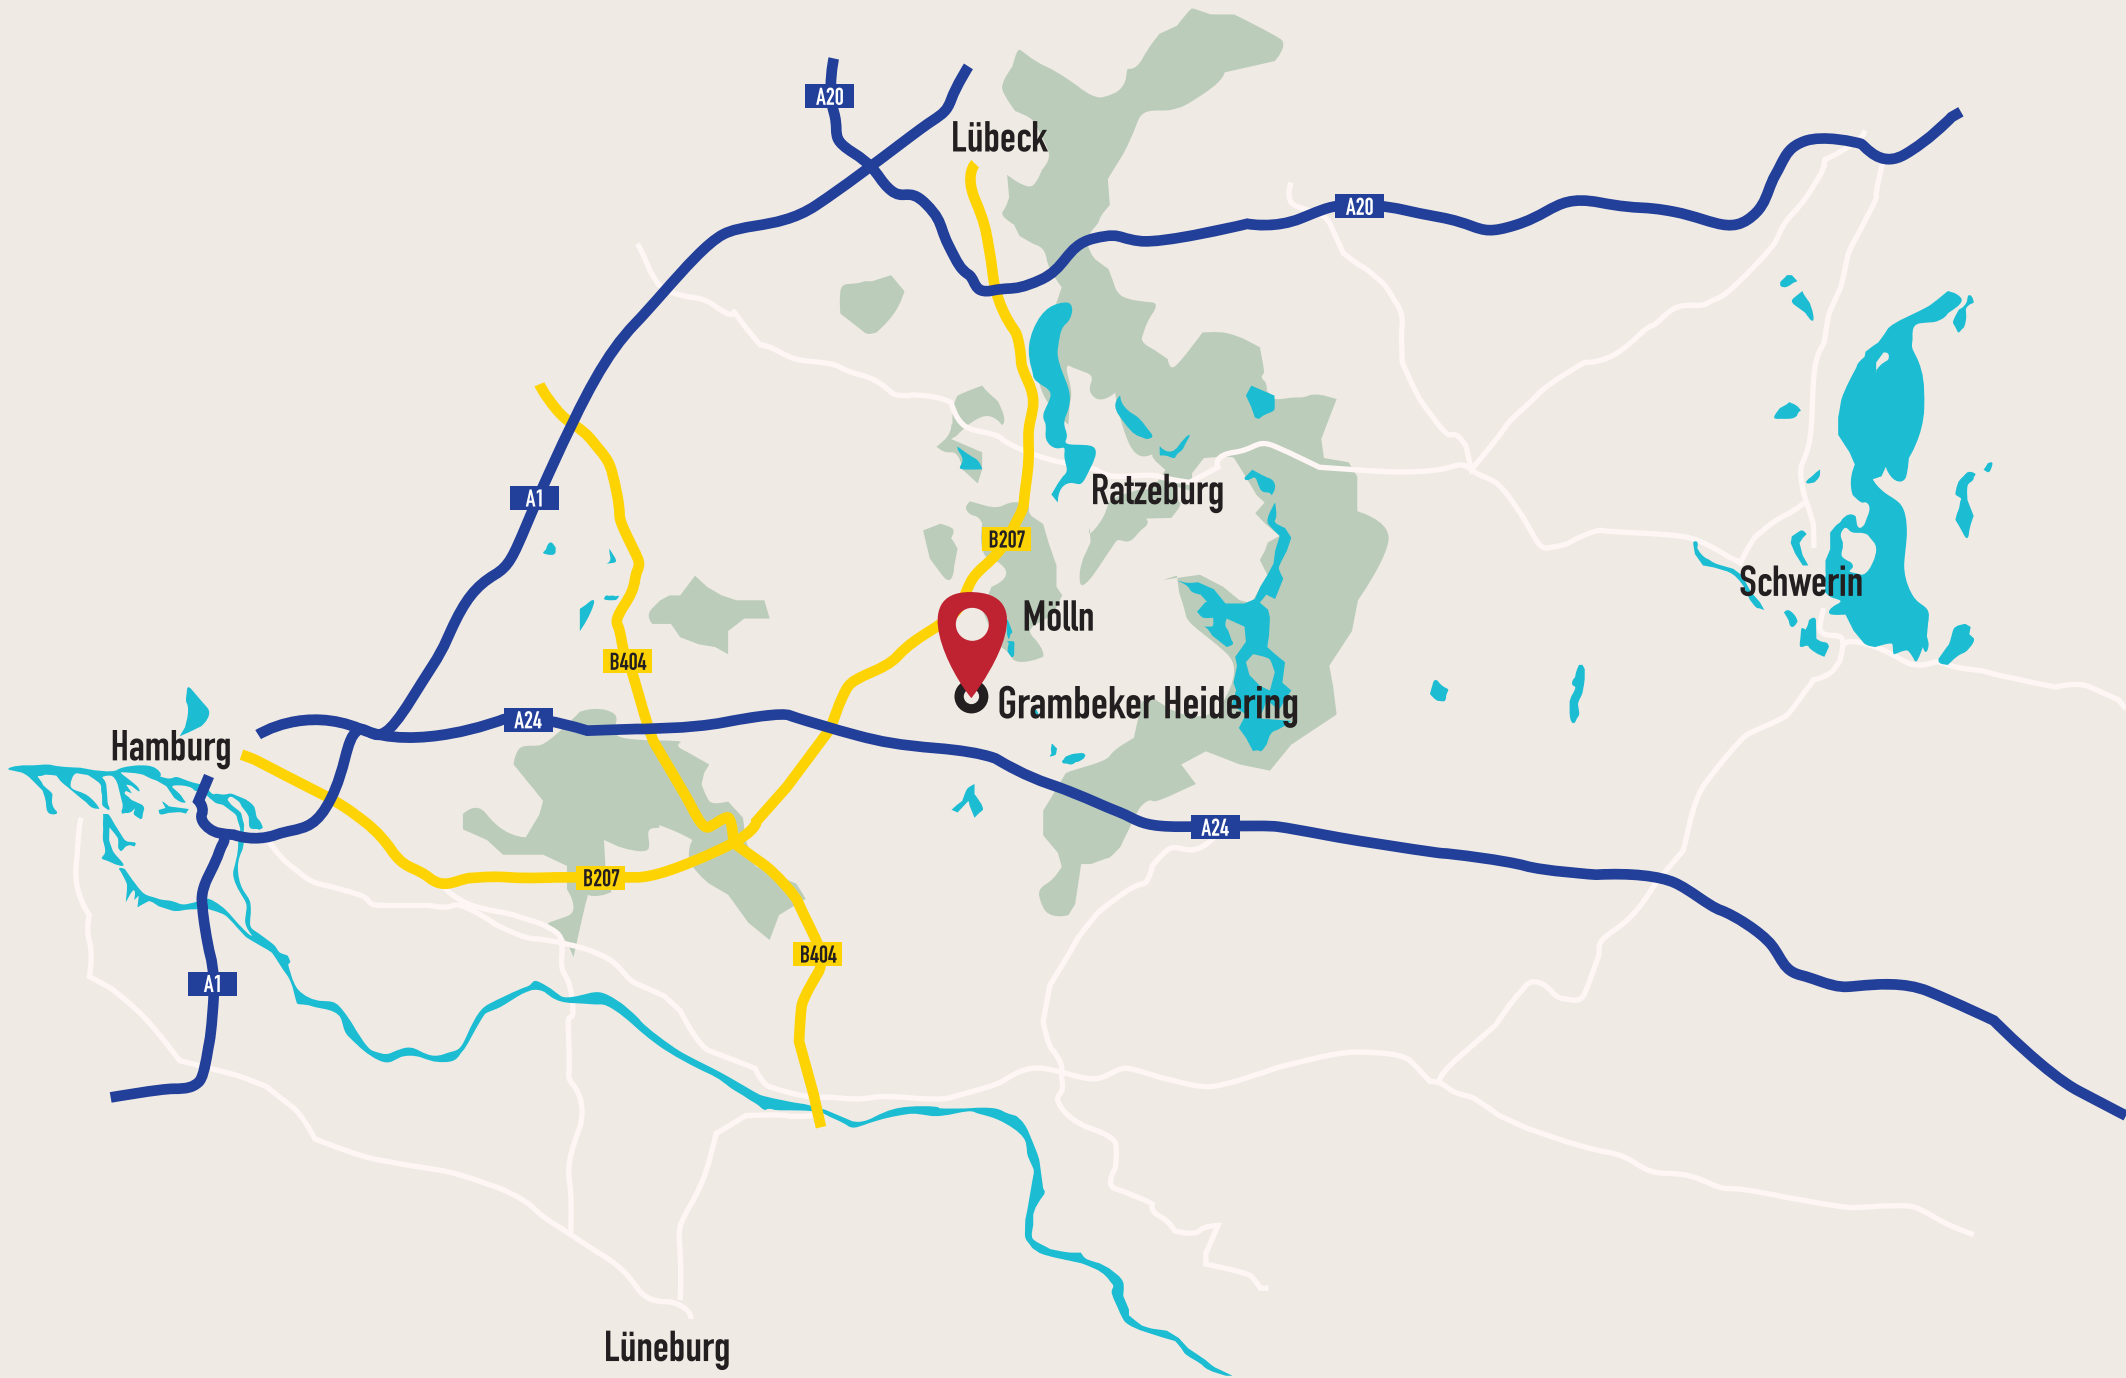 A20
Lübeck
A20
A1
Ratzeburg
B207
Schwerin
Mölln
B404
Grambeker Heidering
A24
Hamburg
A24
B207
B404
A1
Lüneburg